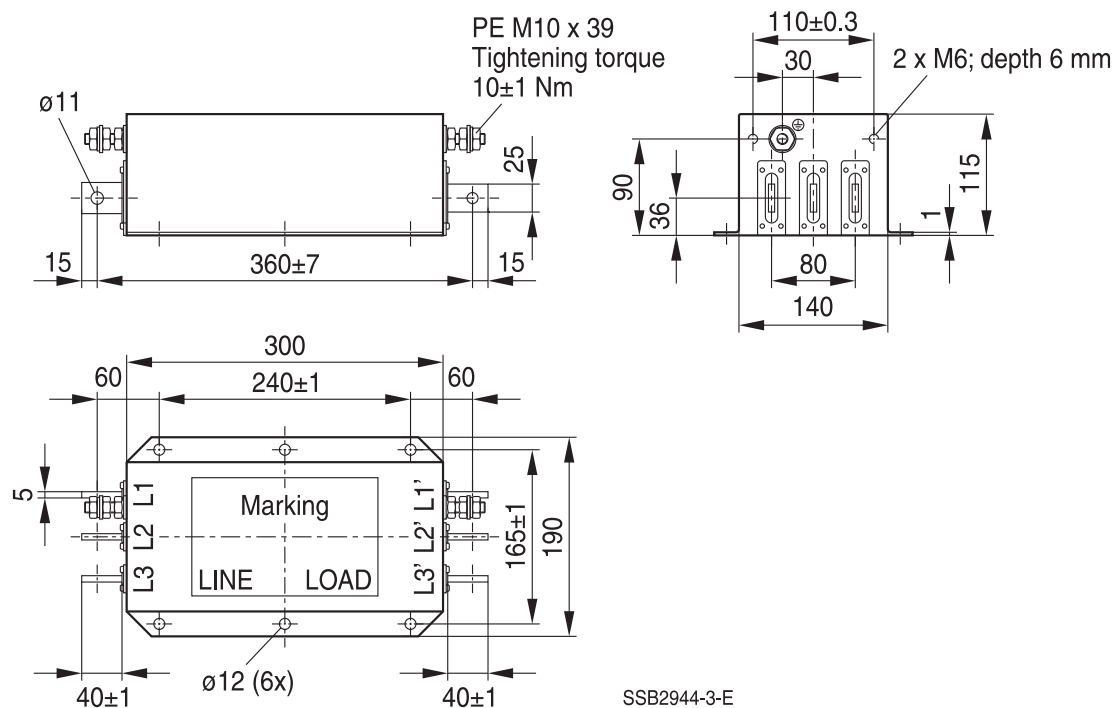 PE M10 x 39
Tightening torque
10±1 Nm
ø11
25
15
360±7
15
110±0.3
30
2 x M6; depth 6 mm
90
36
115
1
80
140
300
60
240±1
60
5
L1
L2
L3
Marking
LINE LOAD
L1’
L2’
L3’
165±1
190
40±1
ø12 (6x)
40±1
SSB2944-3-E